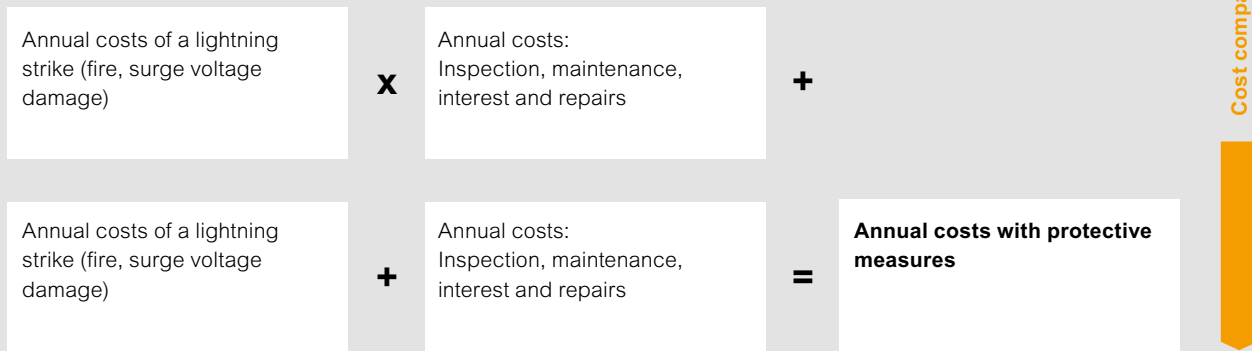 Annual costs of a lightning
strike (fire, surge voltage
damage)
x
Annual costs:
Inspection, maintenance,
interest and repairs
+
Annual costs of a lightning
strike (fire, surge voltage
damage)
+
Annual costs:
Inspection, maintenance,
interest and repairs
=
Annual costs with protective
measures
Cost